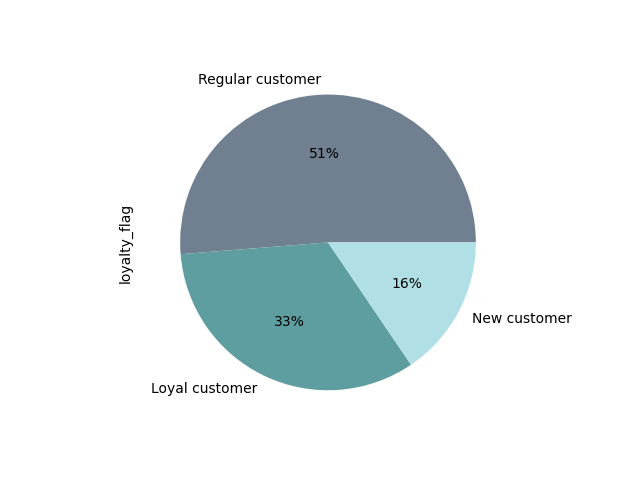 Regular customer
51%
loyalty_flag
16%
33%
New customer
Loyal customer